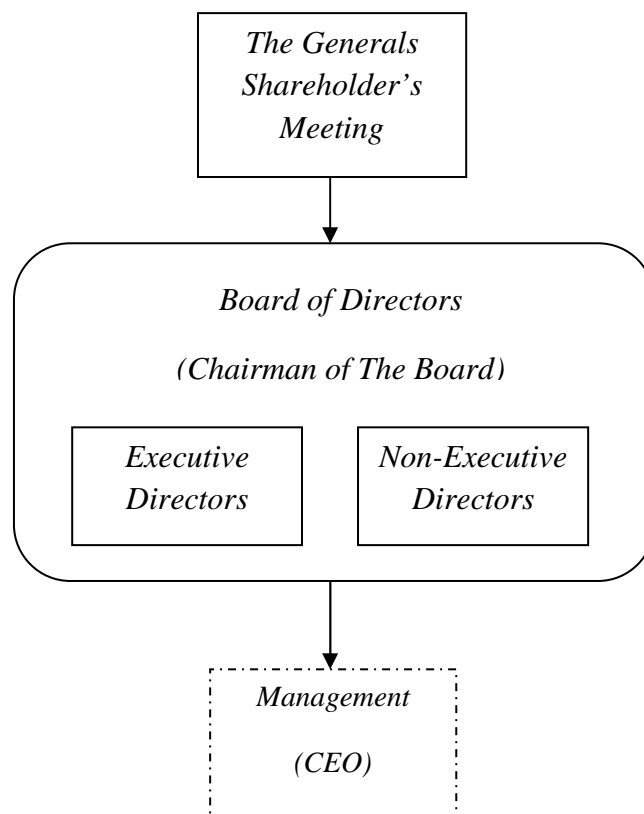 The Generals
Shareholder’s
Meeting
Board of Directors
(Chairman of The Board)
Executive
Directors
Non-Executive
Directors
Management
(CEO)